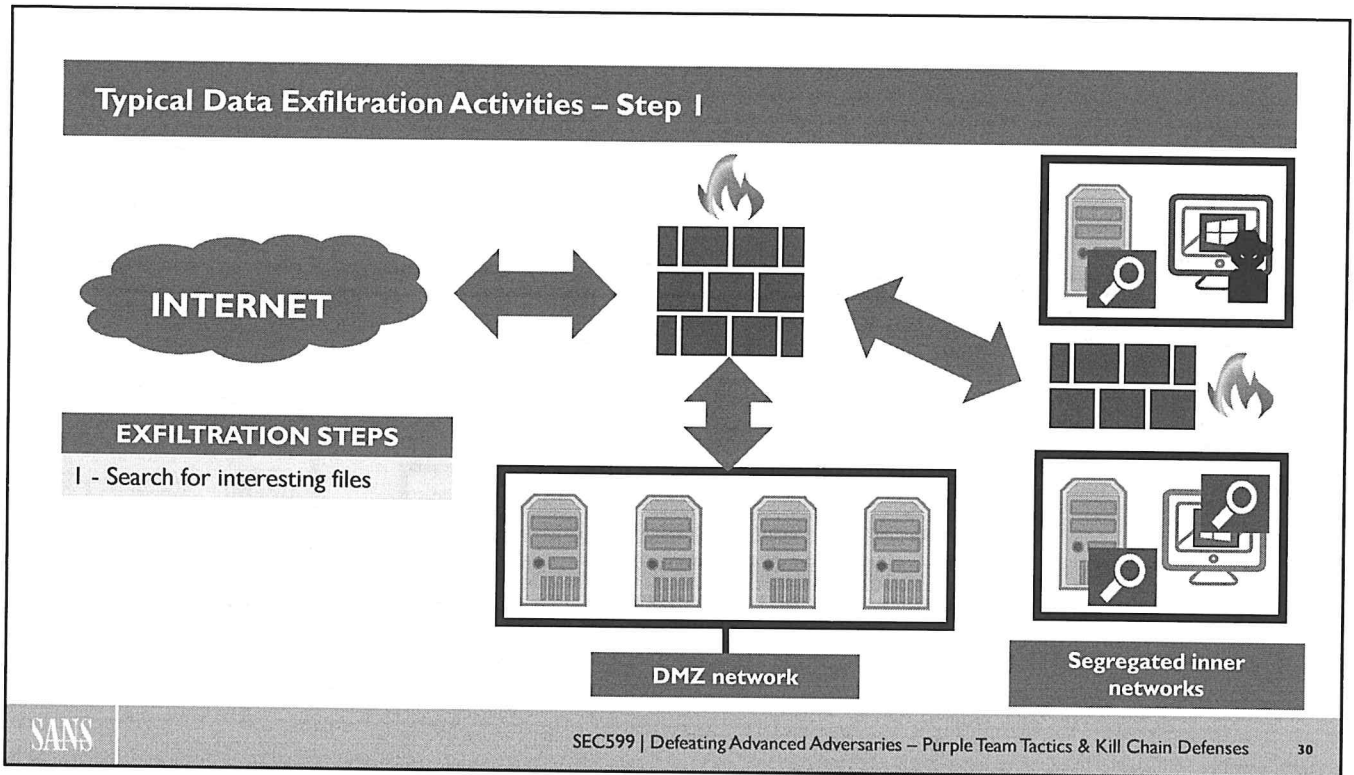 Typical Data Exfiltration Activities – Step 1
INTERNET
EXFILTRATION STEPS
1 - Search for interesting files
DMZ network
Segregated inner
networks
SANS
SEC599 | Defeating Advanced Adversaries – Purple Team Tactics & Kill Chain Defenses 30